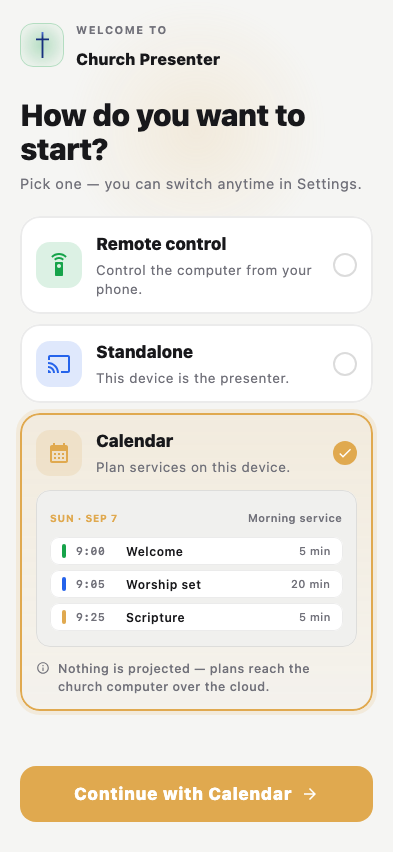 WELCOME TO
Church Presenter
How do you want to
start?
Pick one — you can switch anytime in Settings.
Remote control
Control the computer from your
phone.
Standalone
This device is the presenter.
Calendar
Plan services on this device.
SUN · SEP 7 Morning service
9:00 Welcome 5 min
9:05 Worship set 20 min
9:25 Scripture 5 min
Nothing is projected — plans reach the
church computer over the cloud.
Continue with Calendar →